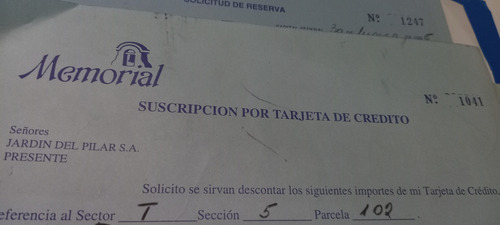 SOLICITUD DE RESERVA
Nº 1247
Memorial
Nº 1041
SUSCRIPCION POR TARJETA DE CREDITO
Señores
JARDIN DEL PILAR S.A.
PRESENTE
Solicito se sirvan descontar los siguientes importes de mi Tarjeta de Crédito,
eferencia al Sector T Sección 5 Parcela 102.